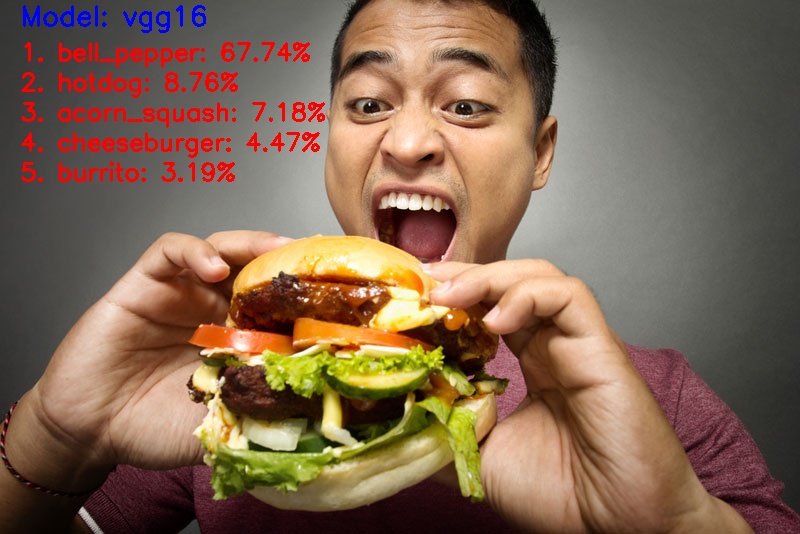 Model: vgg16
1. bell_pepper: 67.74%
2. hotdog: 8.76%
3. acorn_squash: 7.18%
4. cheeseburger: 4.47%
5. burrito: 3.19%